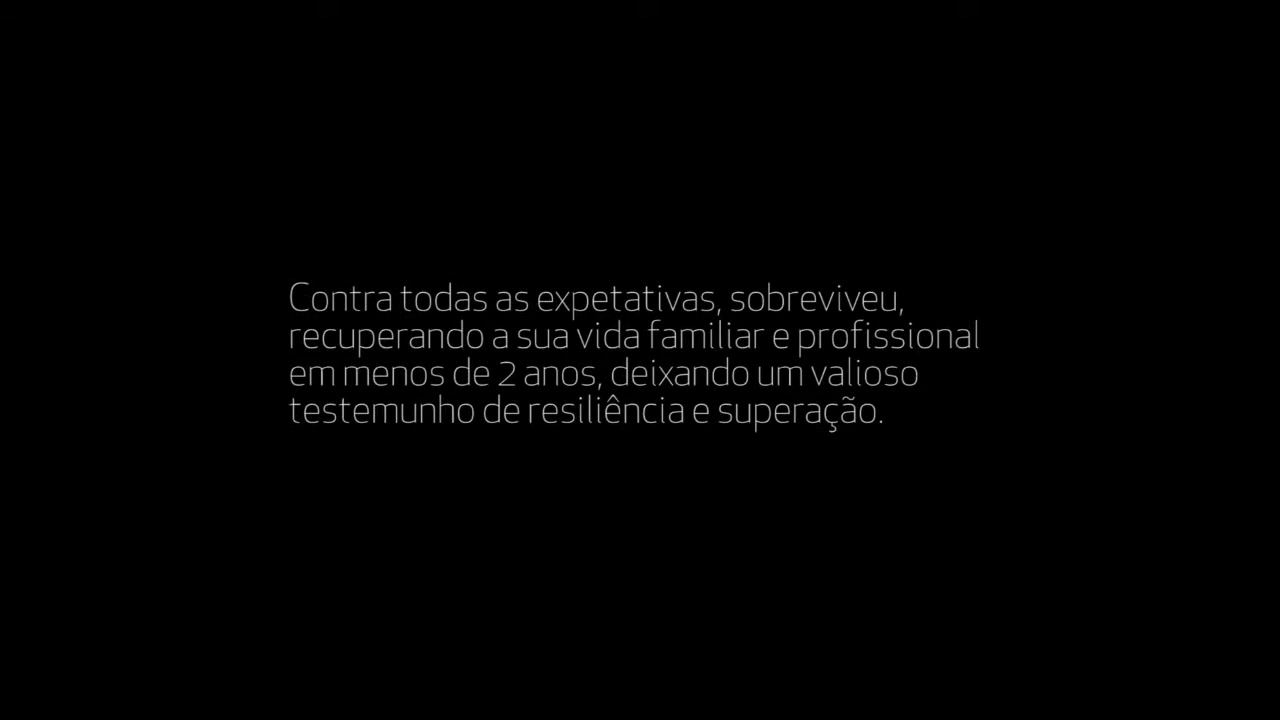 Contra todas as expetativas, sobreviveu,
recuperando a sua vida familiar e profissional
em menos de 2 anos, deixando um valioso
testemunho de resiliência e superação.